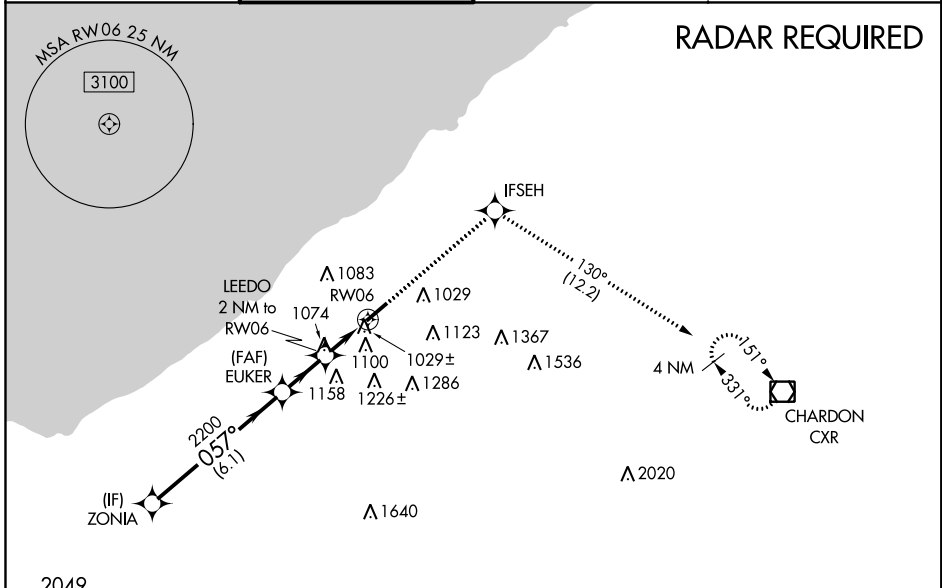 MSA RW06 25 NM
3100
RADAR REQUIRED
IFSEH
130°
(12.2)
1083
LEEDO
2 NM to
RW06
1074
RW06
1029
1123
1367
1536
(FAF)
EUKER
1158
1100
1226±
1029±
1286
4 NM
151°
331°
CHARDON
CXR
2200
057°
(6.1)
(IF)
ZONIA
2020
1640
2049